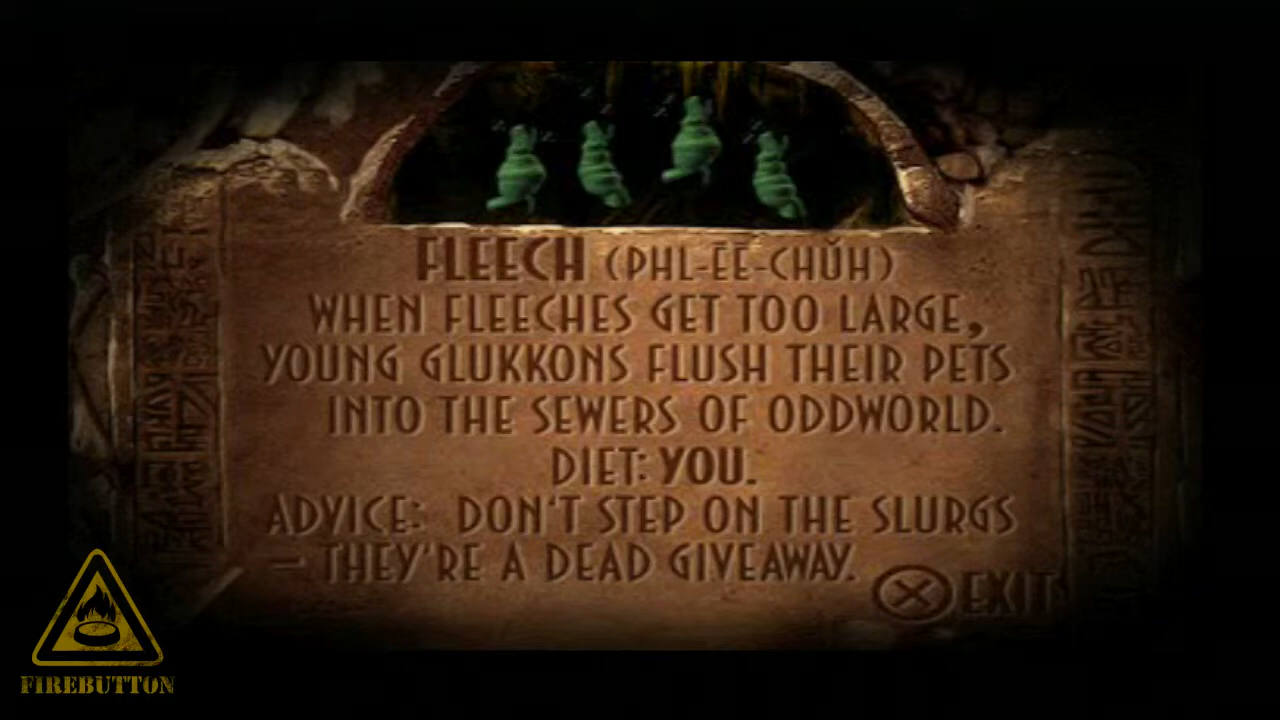 FLEECH (PHL-ĒĒ-CHŬH)
WHEN FLEECHES GET TOO LARGE,
YOUNG GLUKKONS FLUSH THEIR PETS
INTO THE SEWERS OF ODDWORLD.
DIET: YOU.
ADVICE: DON'T STEP ON THE SLURGS
– THEY'RE A DEAD GIVEAWAY.
EXIT
FIREBUTTON